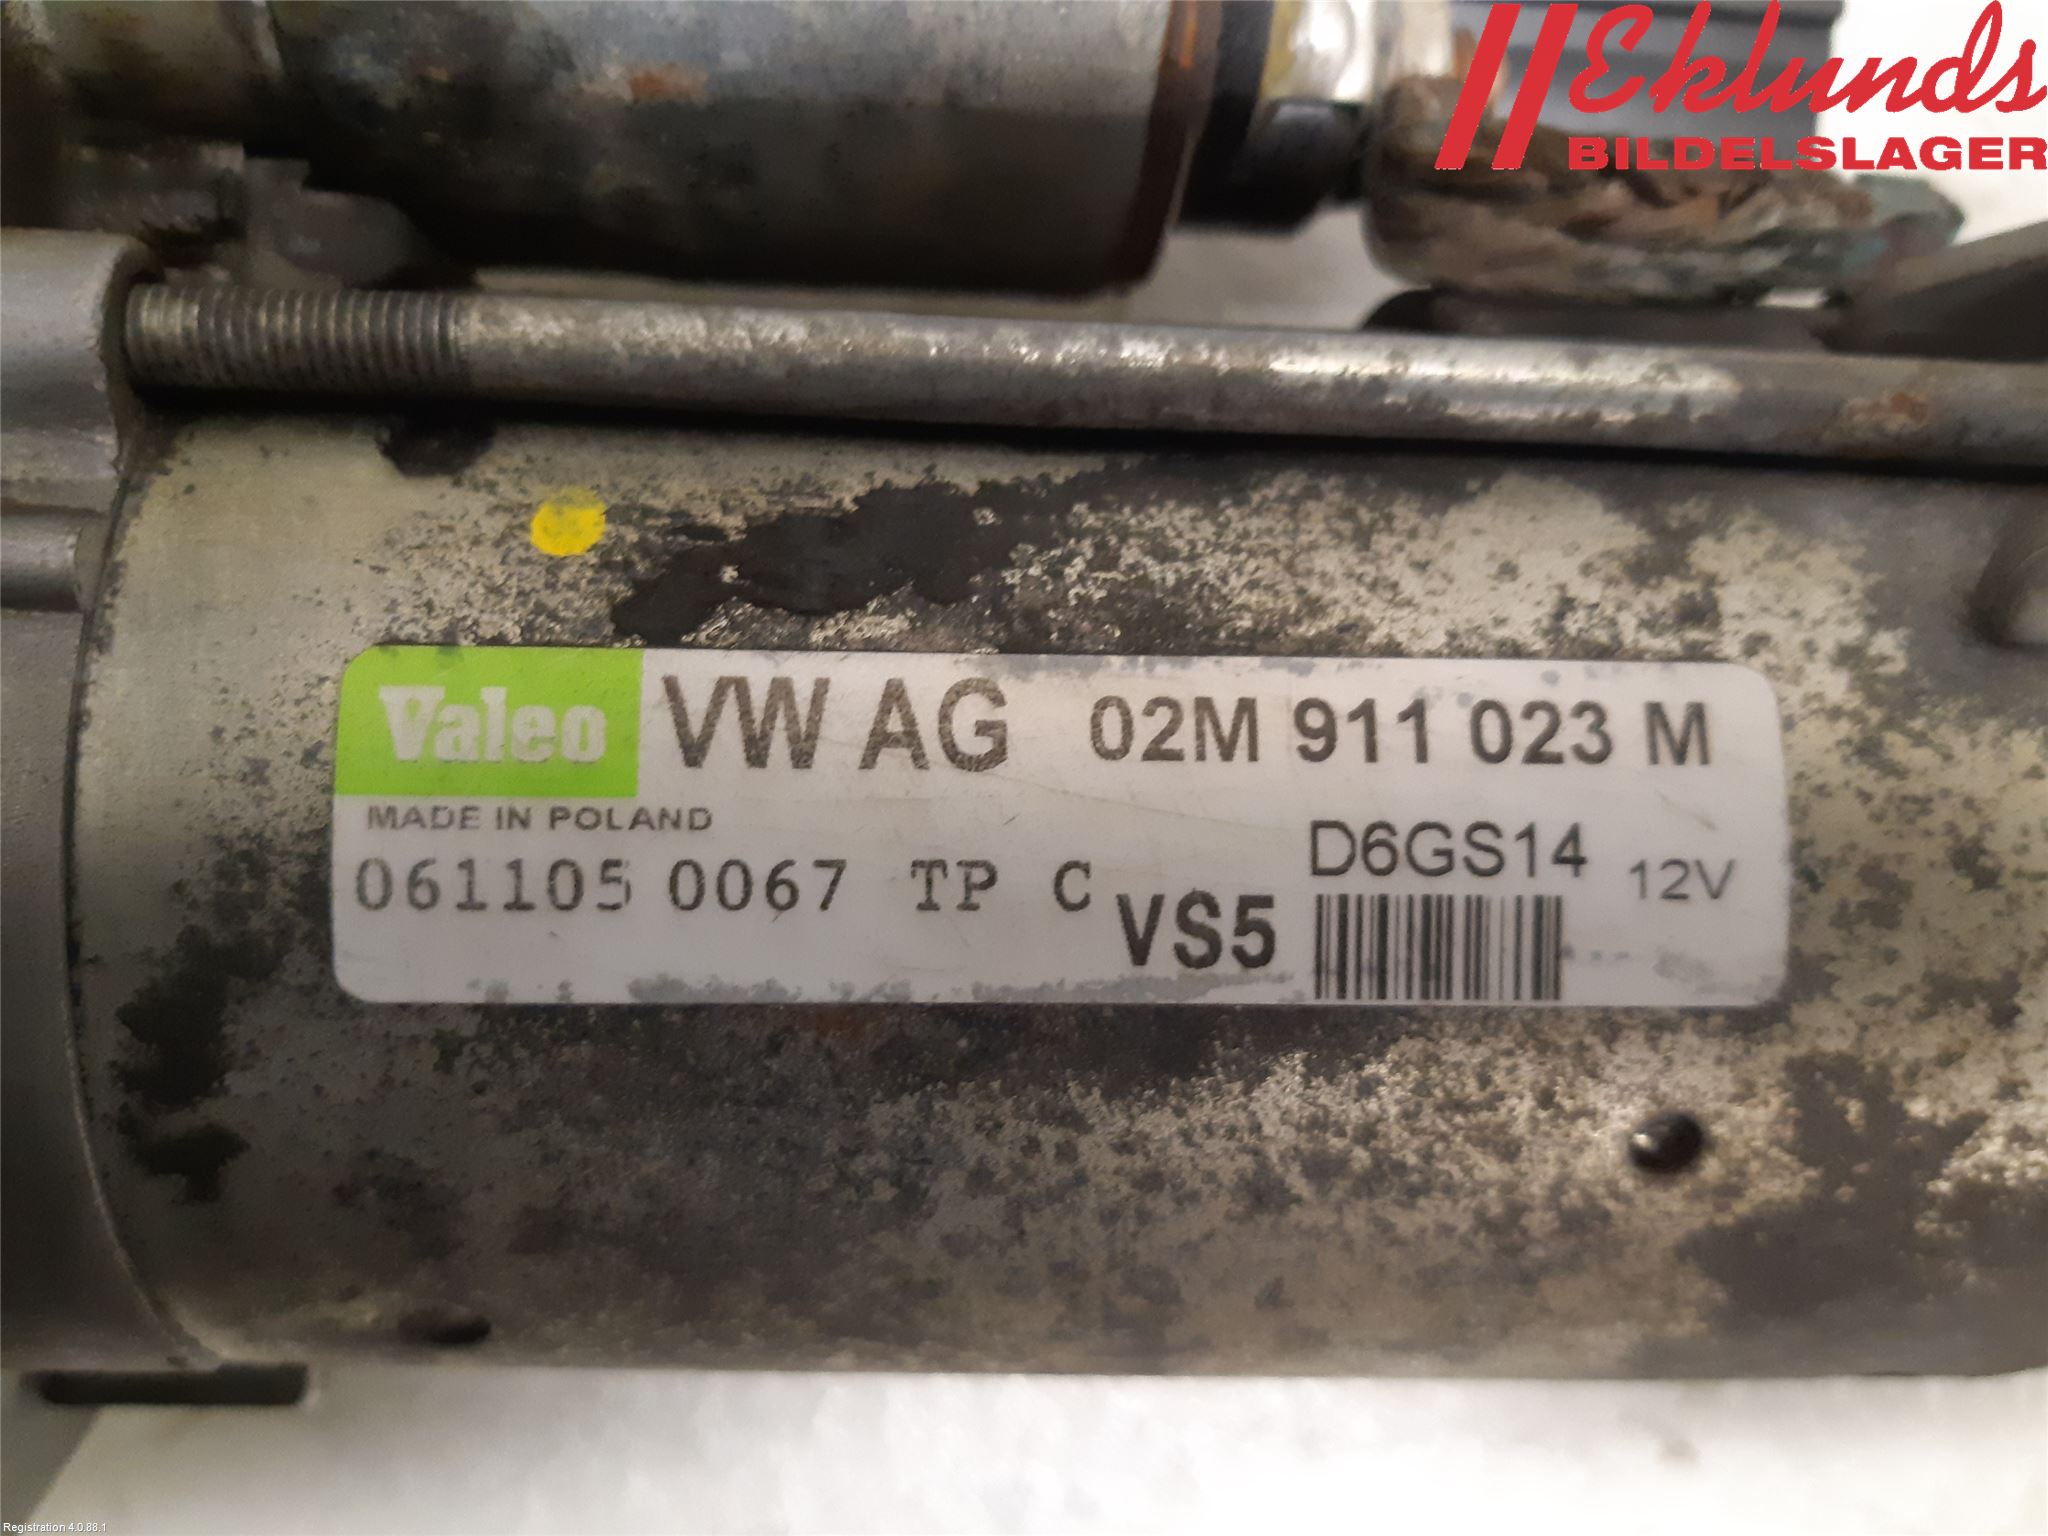 Eklunds
BILDELSLAGER
Valeo VW AG 02M 911 023 M
MADE IN POLAND
D6GS14 12V
061105 0067 TP C
VS5
Registration 4.0.88.1